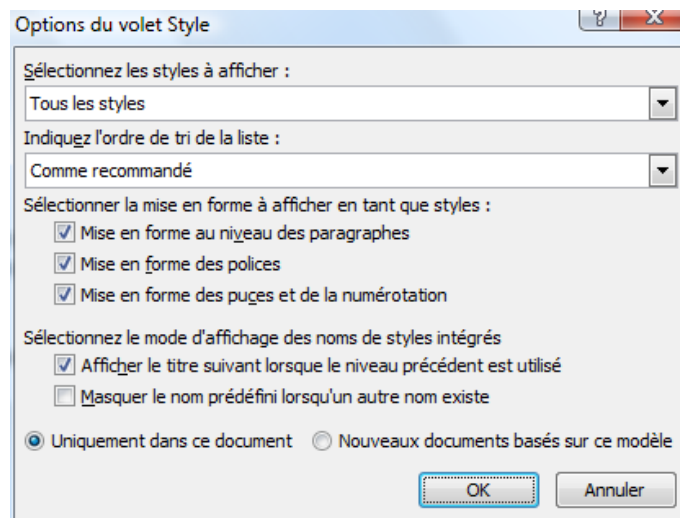 Options du volet Style
Sélectionnez les styles à afficher :
Tous les styles
Indiquez l'ordre de tri de la liste :
Comme recommandé
Sélectionner la mise en forme à afficher en tant que styles :
Mise en forme au niveau des paragraphes
Mise en forme des polices
Mise en forme des puces et de la numérotation
Sélectionnez le mode d'affichage des noms de styles intégrés
Afficher le titre suivant lorsque le niveau précédent est utilisé
Masquer le nom prédéfini lorsqu'un autre nom existe
Uniquement dans ce document Nouveaux documents basés sur ce modèle
OK Annuler